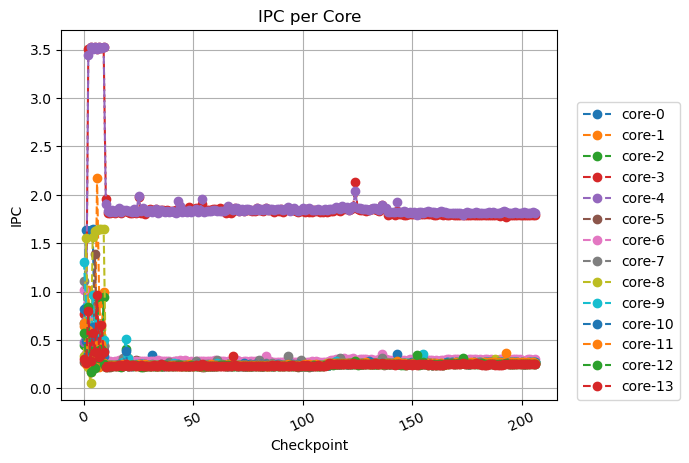 IPC per Core
IPC
3.5
3.0
2.5
2.0
1.5
1.0
0.5
0.0
0
50
100
150
200
Checkpoint
core-0
core-1
core-2
core-3
core-4
core-5
core-6
core-7
core-8
core-9
core-10
core-11
core-12
core-13